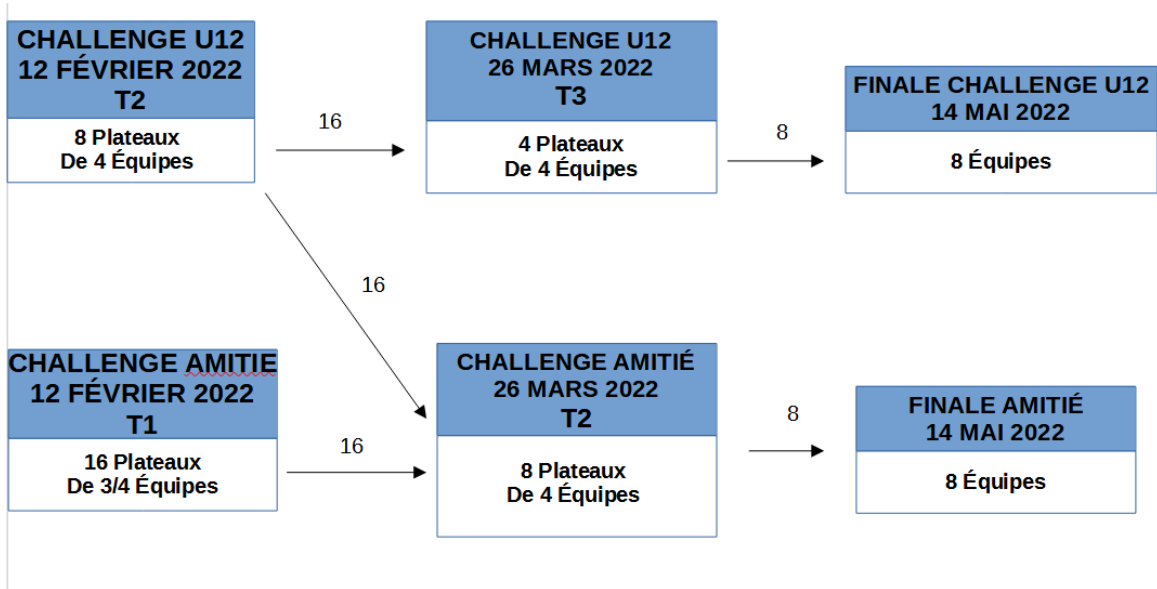 CHALLENGE U12
12 FÉVRIER 2022
T2
8 Plateaux
De 4 Équipes
16
CHALLENGE U12
26 MARS 2022
T3
4 Plateaux
De 4 Équipes
8
FINALE CHALLENGE U12
14 MAI 2022
8 Équipes
16
CHALLENGE AMITIE
12 FÉVRIER 2022
T1
16 Plateaux
De 3/4 Équipes
16
CHALLENGE AMITIÉ
26 MARS 2022
T2
8 Plateaux
De 4 Équipes
8
FINALE AMITIÉ
14 MAI 2022
8 Équipes